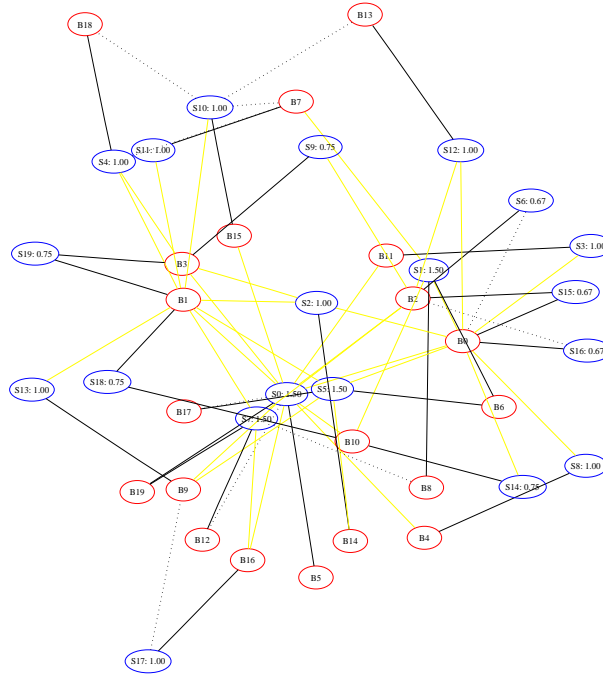 B18
B13
S10: 1.00
B7
S4: 1.00
S11: 1.00
S9: 0.75
S12: 1.00
S6: 0.67
B15
S19: 0.75
B3
B11
S1: 1.50
S3: 1.00
B1
S2: 1.00
B2
S15: 0.67
B0
S16: 0.67
S13: 1.00
S18: 0.75
S0: 1.50
S5: 1.50
B17
S7: 1.50
B6
B10
S8: 1.00
B19
B9
B8
S14: 0.75
B12
B14
B4
B16
B5
S17: 1.00